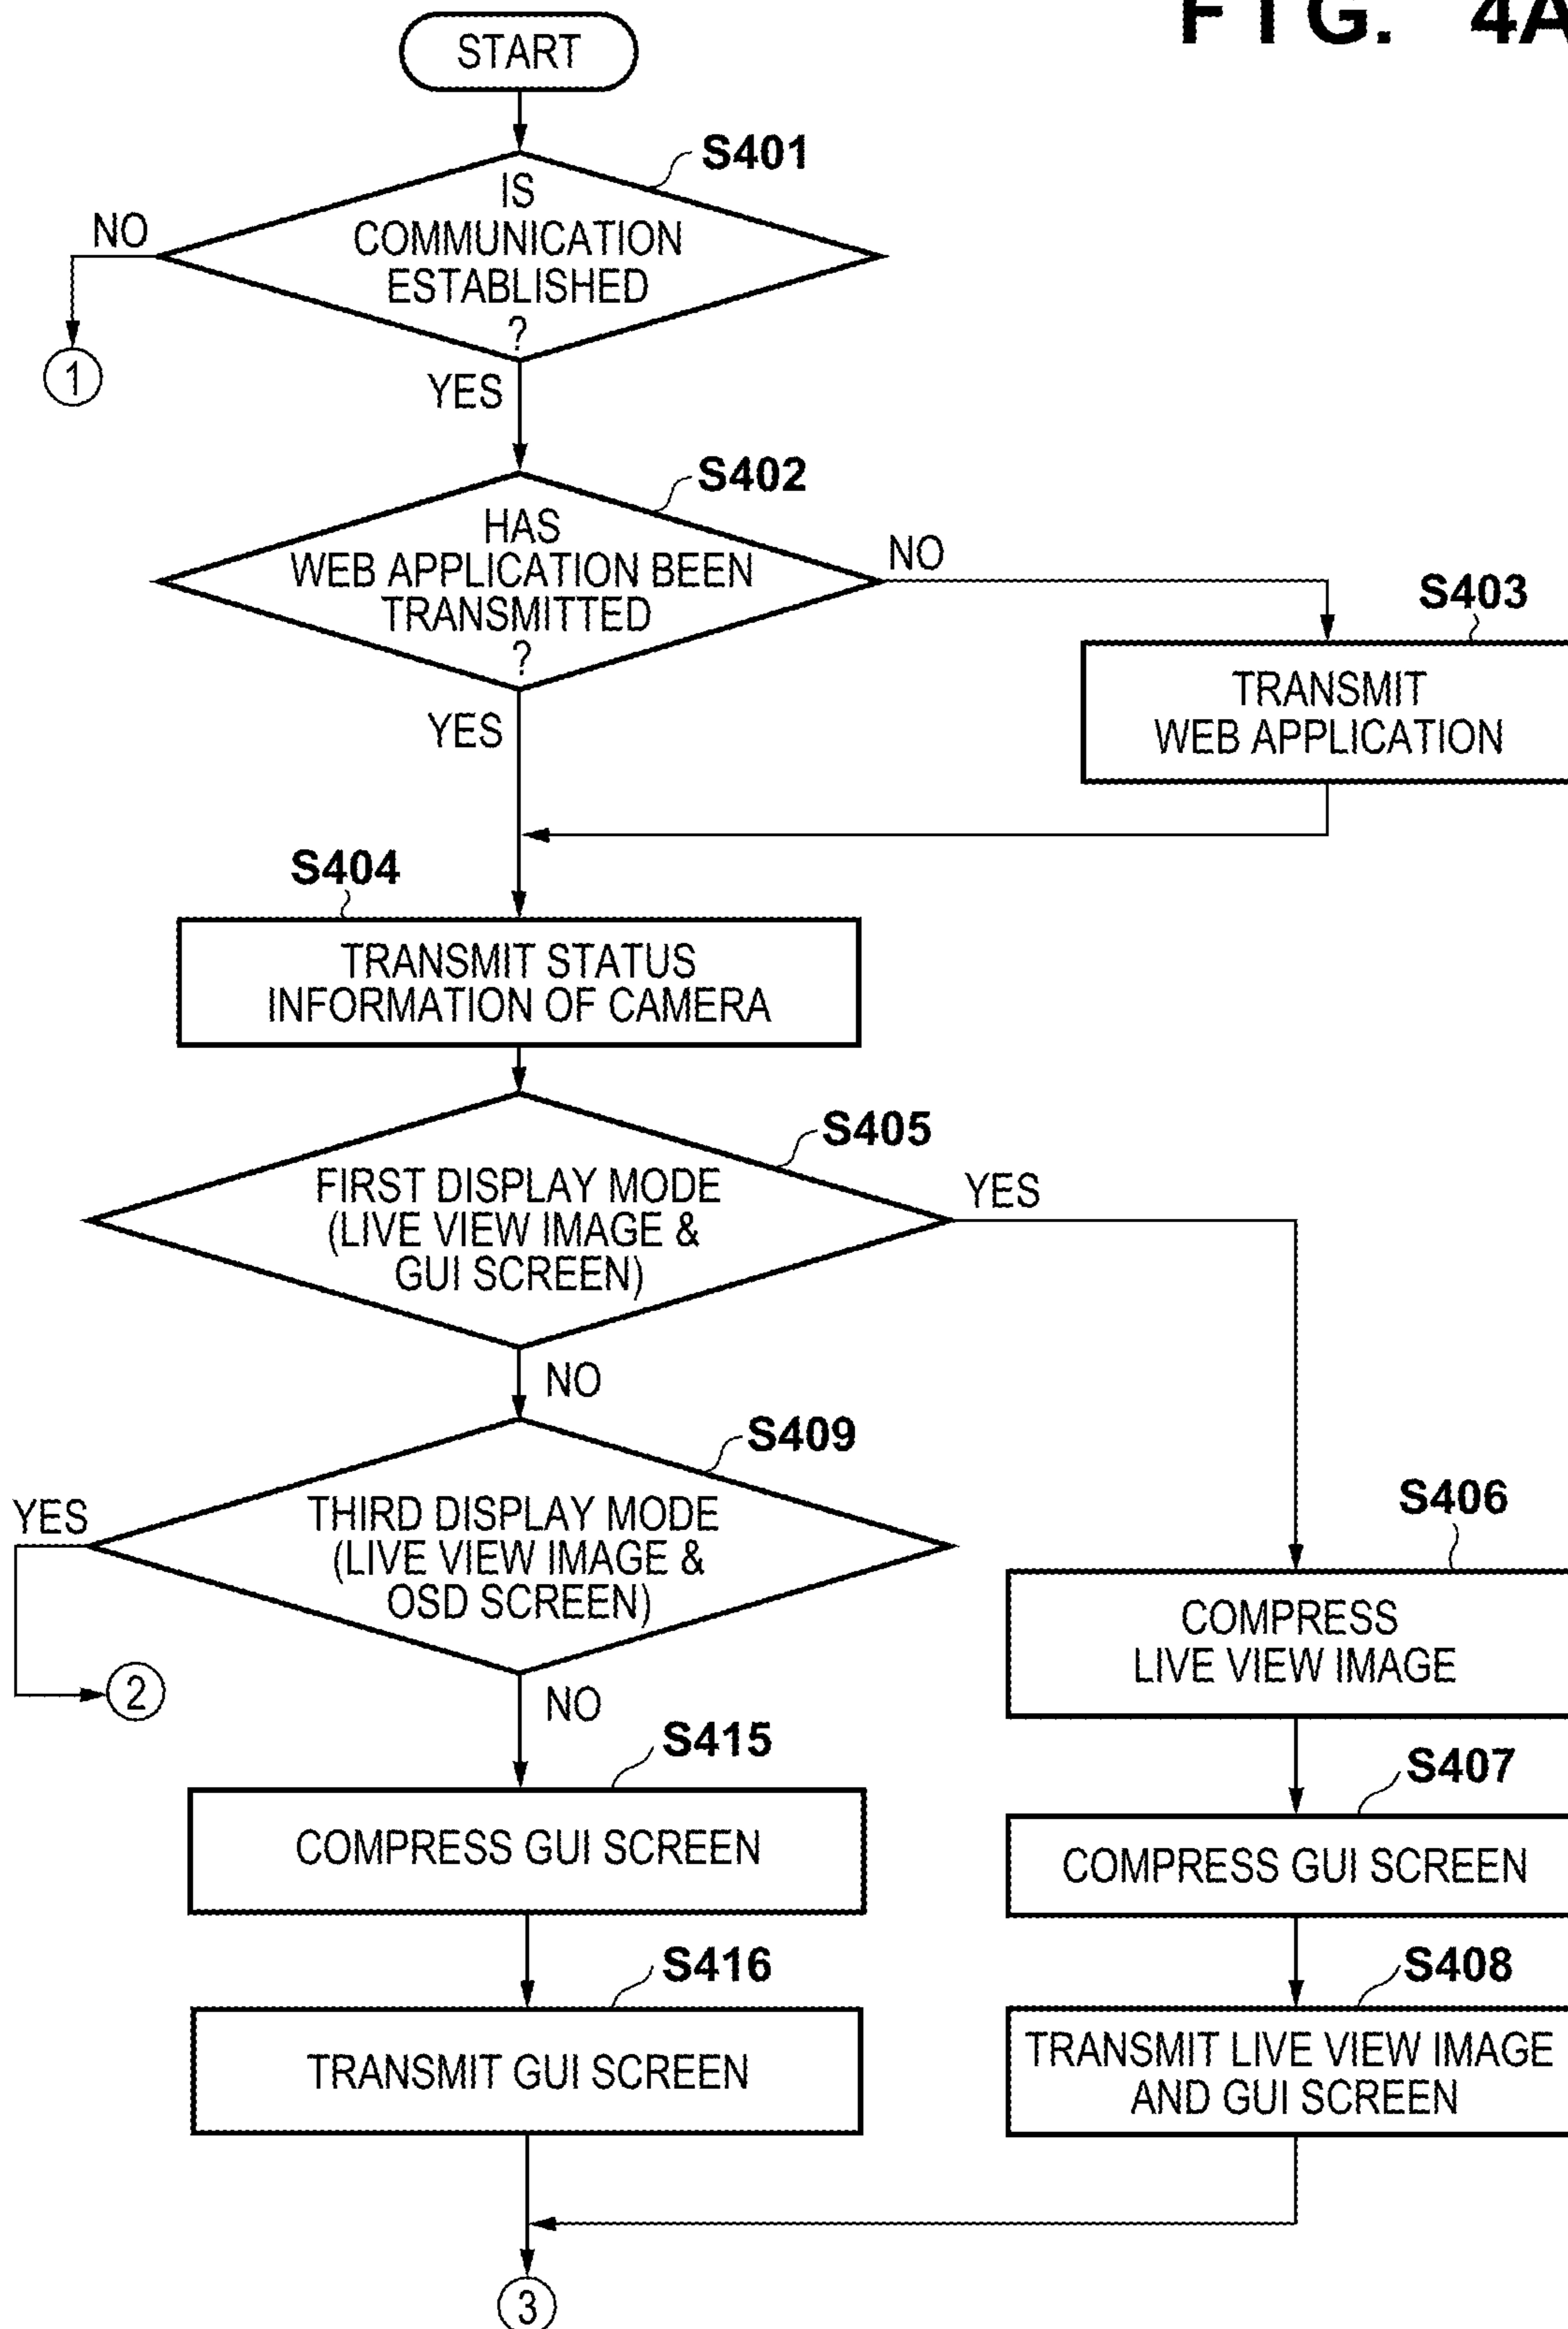 FIG. 4A
START
S401
IS
COMMUNICATION
ESTABLISHED
?
NO
1
YES
S402
HAS
WEB APPLICATION BEEN
TRANSMITTED
?
NO
S403
TRANSMIT
WEB APPLICATION
YES
S404
TRANSMIT STATUS
INFORMATION OF CAMERA
S405
FIRST DISPLAY MODE
(LIVE VIEW IMAGE &
GUI SCREEN)
YES
NO
S409
THIRD DISPLAY MODE
(LIVE VIEW IMAGE &
OSD SCREEN)
YES
2
NO
S406
COMPRESS
LIVE VIEW IMAGE
S415
COMPRESS GUI SCREEN
S407
COMPRESS GUI SCREEN
S416
TRANSMIT GUI SCREEN
S408
TRANSMIT LIVE VIEW IMAGE
AND GUI SCREEN
3